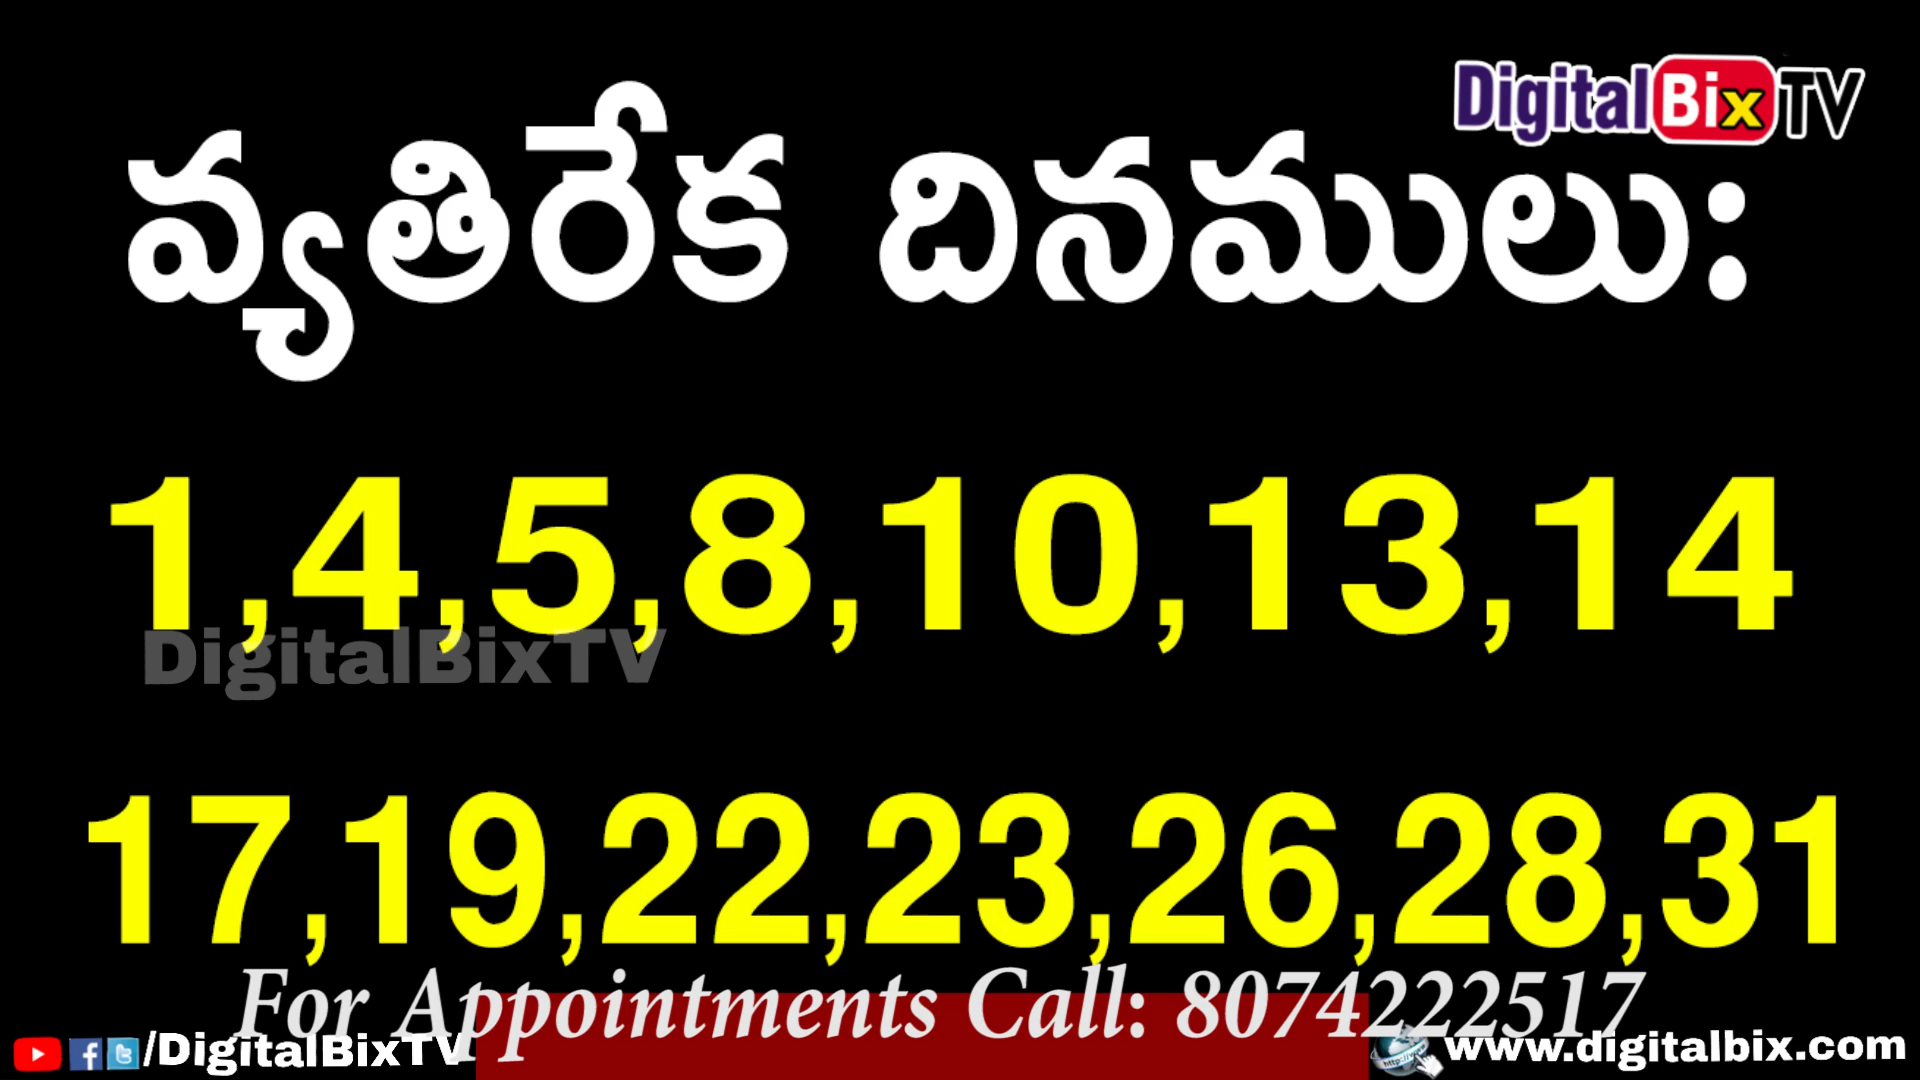 DigitalBixTV
వ్యతిరేక దినములు:
1,4,5,8,10,13,14
DigitalBixTV
17,19,22,23,26,28,31
For Appointments Call: 8074222517
/DigitalBixTV
www.digitalbix.com